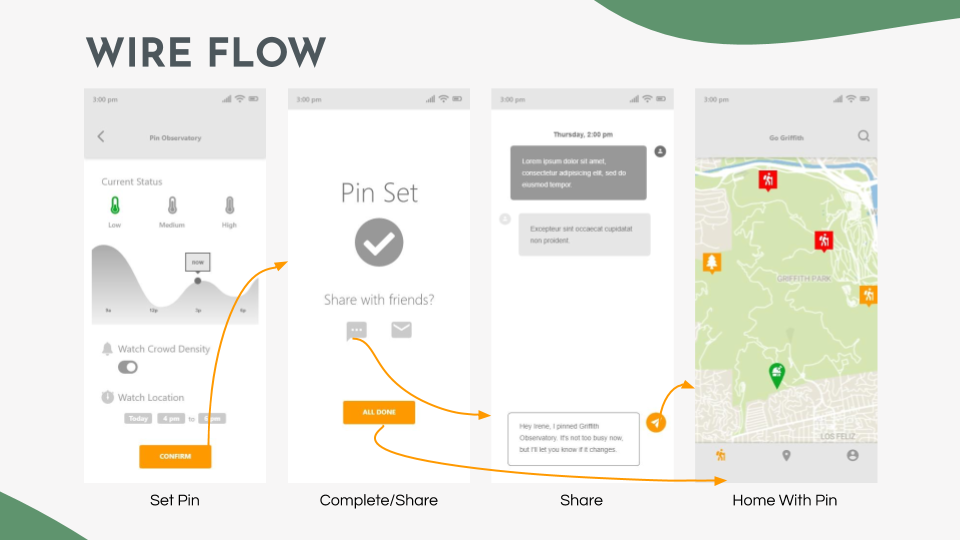 WIRE FLOW
3:00 pm
Pin Observatory
Current Status
Low
Medium
High
now
9a
12p
3p
6p
Watch Crowd Density
Watch Location
Today
4 pm
to
pm
CONFIRM
Set Pin
3:00 pm
Pin Set
Share with friends?
ALL DONE
Complete/Share
3:00 pm
Thursday, 2:00 pm
Lorem ipsum dolor sit amet,
consectetur adipisicing elit, sed do
eiusmod tempor.
Excepteur sint occaecat cupidatat
non proident.
Hey Irene, I pinned Griffith
Observatory. It's not too busy now,
but I'll let you know if it changes.
Share
3:00 pm
Go Griffith
GRIFFITH PARK
LOS FELIZ
Home With Pin